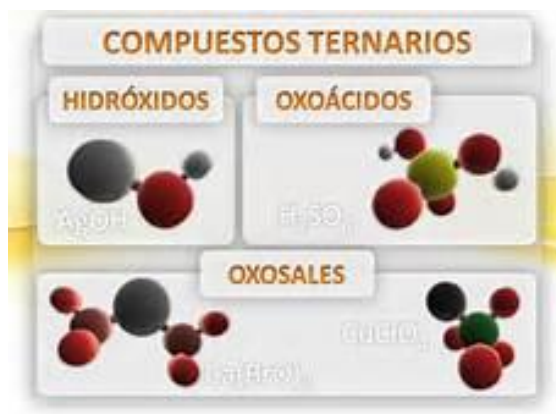 COMPUESTOS TERNARIOS
HIDRÓXIDOS
OXOÁCIDOS
AgOH
H₂SO₄
OXOSALES